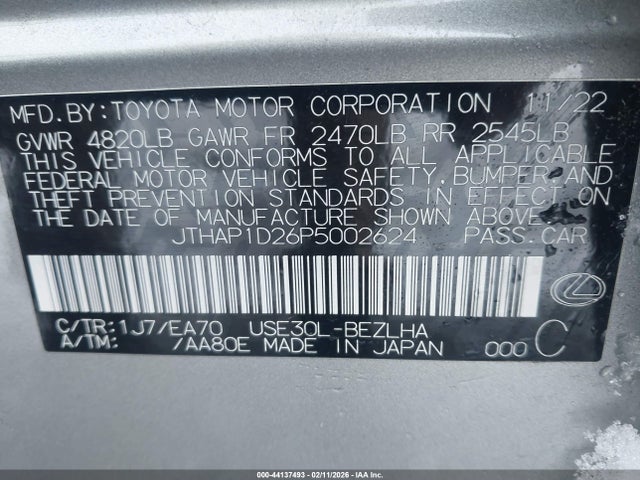 MFD.BY:TOYOTA MOTOR CORPORATION 11/22
GVWR 4820LB GAWR FR 2470LB RR 2545LB
THIS VEHICLE CONFORMS TO ALL APPLICABLE
FEDERAL MOTOR VEHICLE SAFETY,BUMPER,AND
THEFT PREVENTION STANDARDS IN EFFECT ON
THE DATE OF MANUFACTURE SHOWN ABOVE.
JTHAP1D26P5002624 PASS.CAR
C/TR:1J7/EA70 USE30L-BEZLHA
A/TM: /AA80E MADE IN JAPAN 000 C
000-44137493 - 02/11/2026 - IAA Inc.